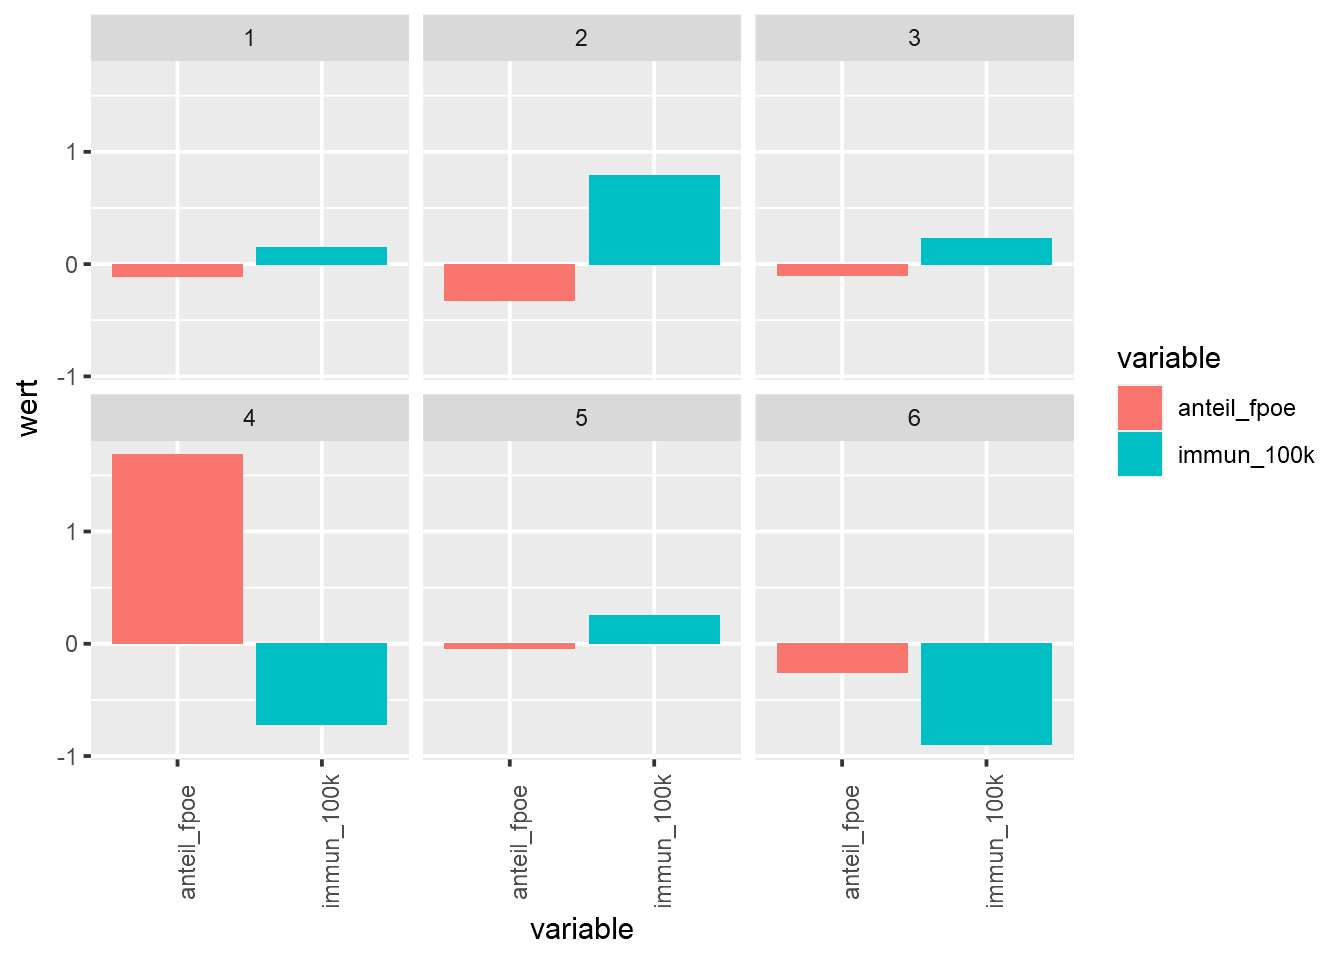 1 2 3
1
0
-1
4 5 6
1
0
-1
wert
anteil_fpoe
immun_100k
anteil_fpoe
immun_100k
anteil_fpoe
immun_100k
variable
variable
anteil_fpoe
immun_100k